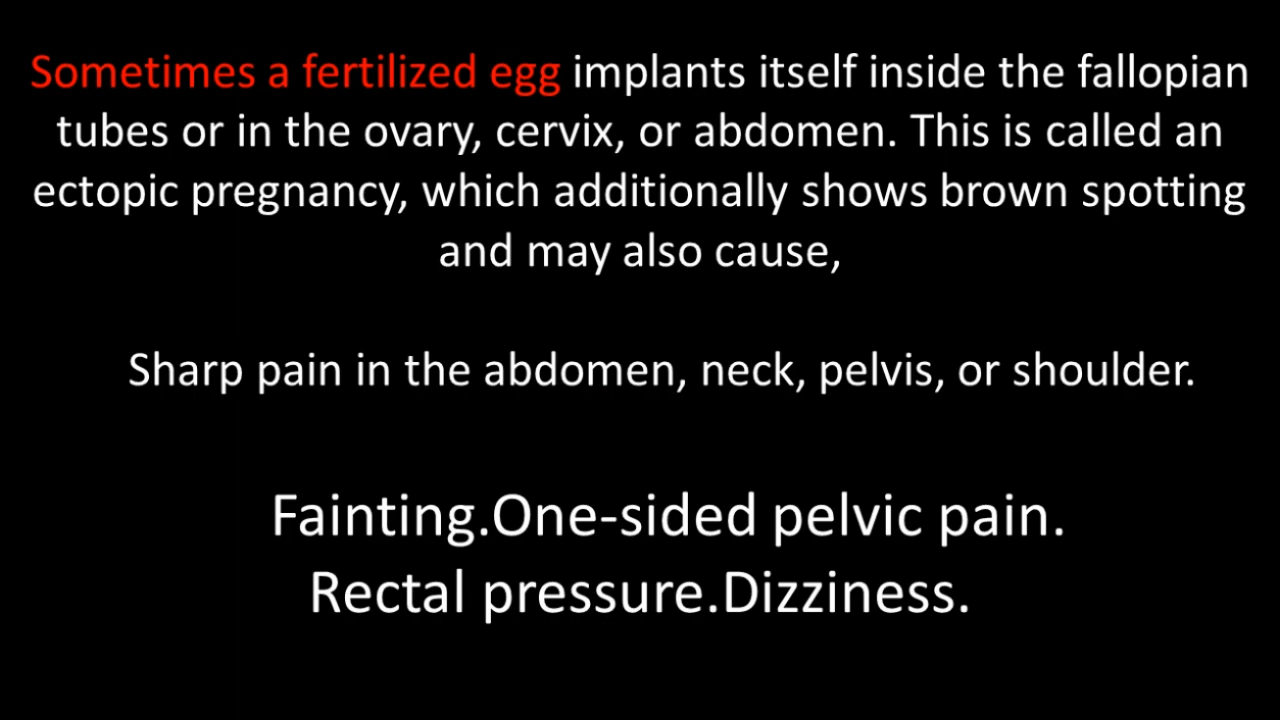 Sometimes a fertilized egg implants itself inside the fallopian
tubes or in the ovary, cervix, or abdomen. This is called an
ectopic pregnancy, which additionally shows brown spotting
and may also cause,
Sharp pain in the abdomen, neck, pelvis, or shoulder.
Fainting.One-sided pelvic pain.
Rectal pressure.Dizziness.